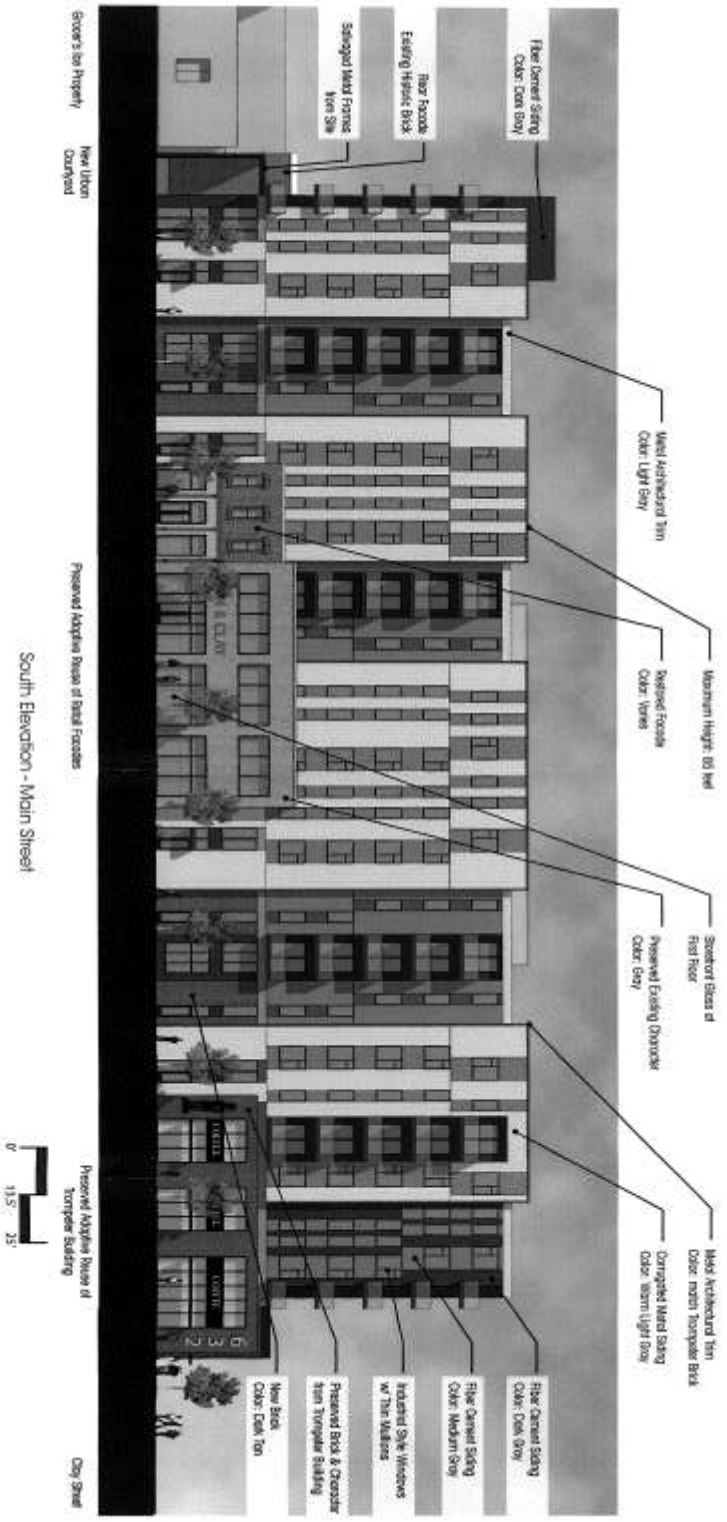 Metal Architectural Trim
Color: Light Gray
Maximum Height: 85 feet
Restored Facade
Color: Varies
Storefront Glass at
First Floor
Preserved Existing Character
Color: Gray
Metal Architectural Trim
Color: match Trompeter Brick
Corrugated Metal Siding
Color: Warm Light Gray
Fiber Cement Siding
Color: Dark Gray
Rear Facade
Existing Historic Brick
Salvaged Metal Frames
from Site
Fiber Cement Siding
Color: Dark Gray
Fiber Cement Siding
Color: Medium Gray
Industrial Style Windows
w/ Thin Mullions
Preserved Brick & Character
from Trompeter Building
New Brick
Color: Dark Tan
& CLAY
COFFEE
632
Grocer's Ice Property
New Urban
Courtyard
Preserved Adaptive Reuse of Retail Facades
Preserved Adaptive Reuse of
Trompeter Building
Clay Street
South Elevation - Main Street
0' 12.5' 25'